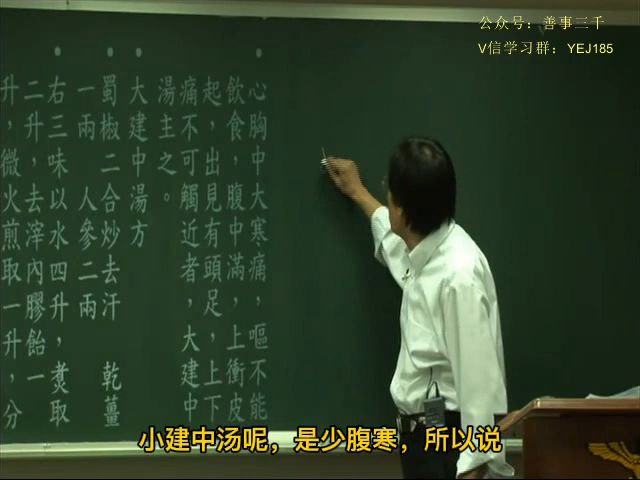 公众号：善事三千
V信学习群：YEJ185
心胸中大寒痛，嘔不能
飲食，腹中滿，上衝皮
起，出見有頭足，上下
痛不可觸近者，大建中
湯主之。
大建中湯方
蜀椒二合炒去汗 乾薑
一兩 人參二兩
右三味以水四升，煑取
二升，去滓內膠飴一
升，微火煎取一升，分
小建中汤呢，是少腹寒，所以说